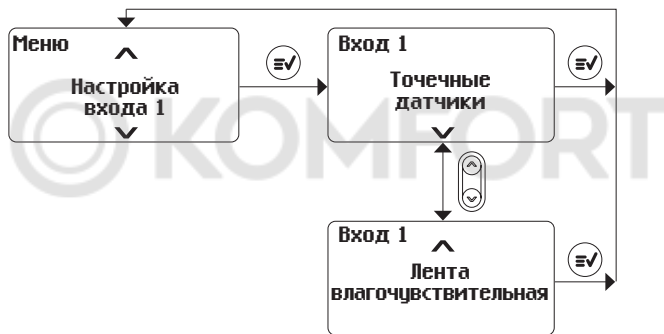 Меню
Настройка
входа 1
Вход 1
Точечные
датчики
Вход 1
Лента
влагочувствительная
KOMFORT